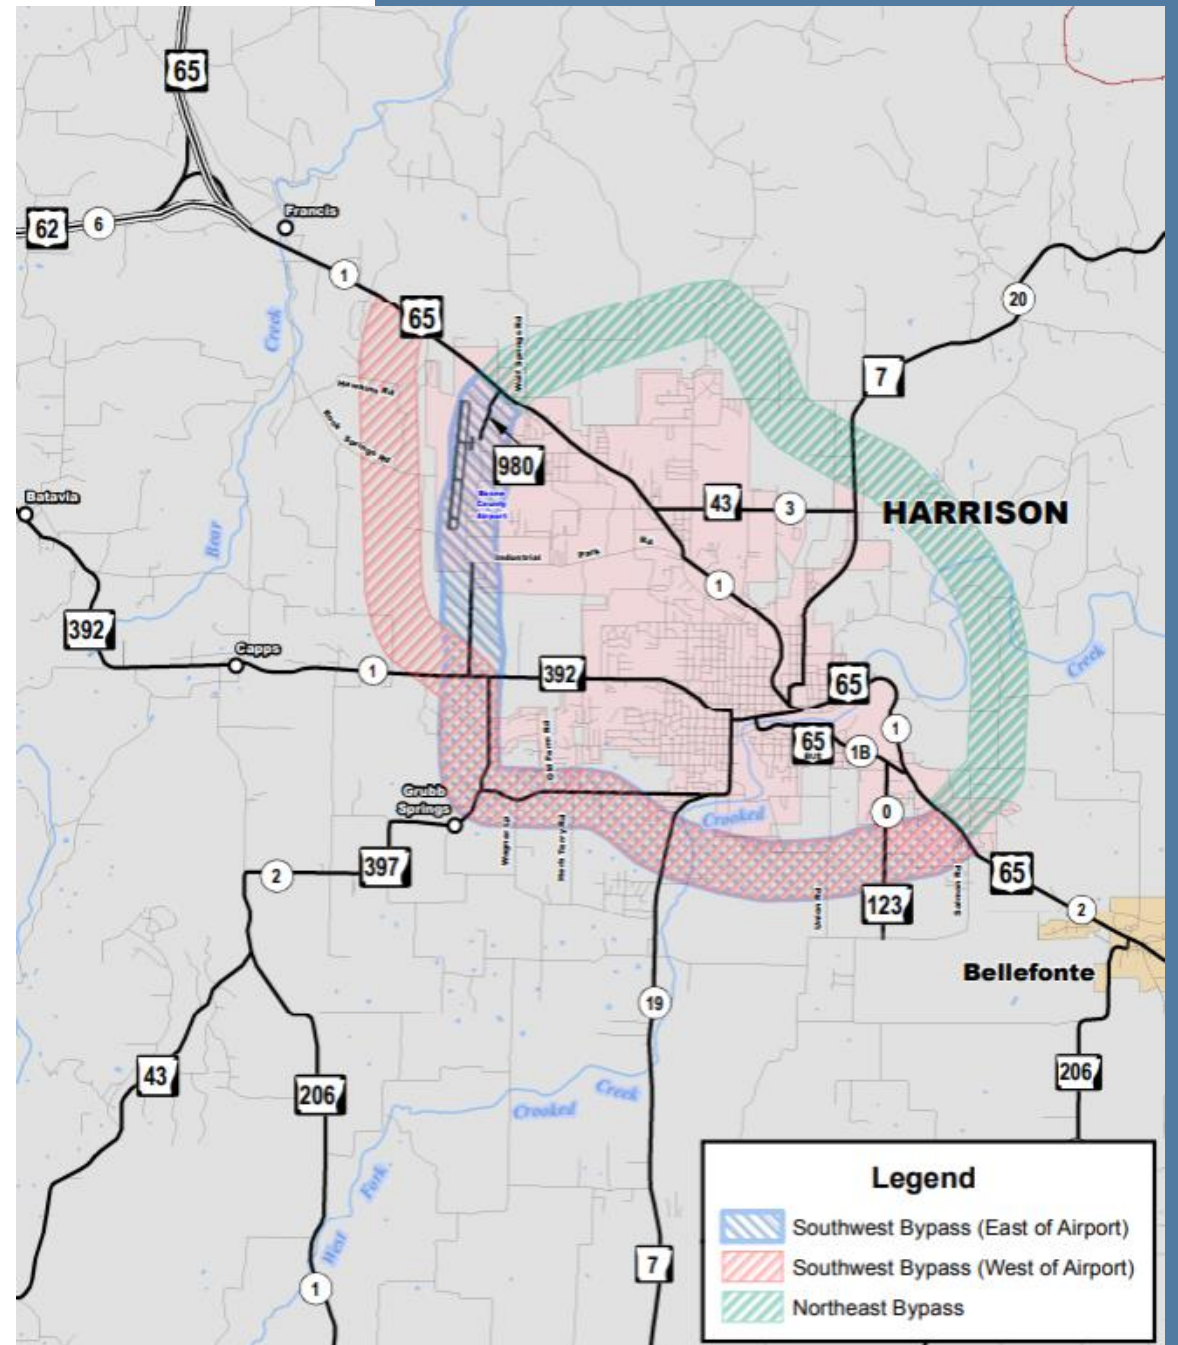 65
62
6
Francis
1
Creek
65
Wolf Springs Rd
20
7
Hawkins Rd
Springs Rd
980
Boone
County
Airport
Batavia
43
3
HARRISON
Bear
Industrial
Park
Rd
1
392
Capps
1
392
65
Creek
1
65
BUS
1B
Old Farm Rd
Grubb
Springs
Crooked
0
Wagner Ln
Herb Terry Rd
397
2
65
123
Union Rd
Salmon Rd
2
Bellefonte
19
43
206
206
Creek
Crooked
Fork
West
1
7
Legend
Southwest Bypass (East of Airport)
Southwest Bypass (West of Airport)
Northeast Bypass